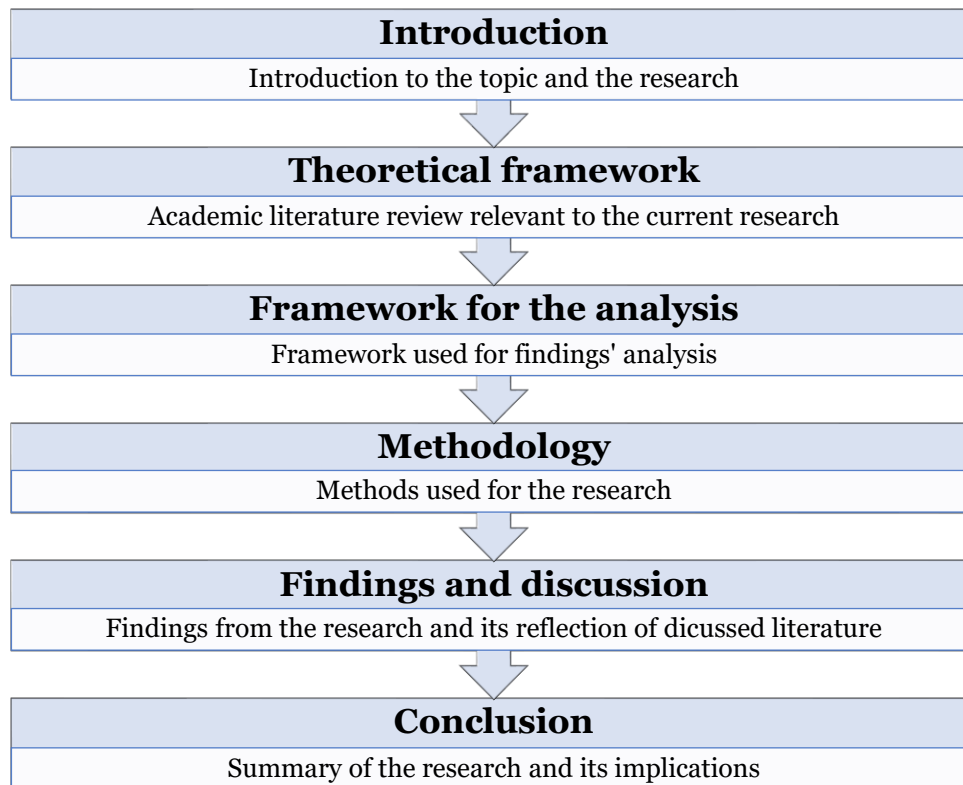 Introduction
Introduction to the topic and the research
Theoretical framework
Academic literature review relevant to the current research
Framework for the analysis
Framework used for findings' analysis
Methodology
Methods used for the research
Findings and discussion
Findings from the research and its reflection of dicussed literature
Conclusion
Summary of the research and its implications